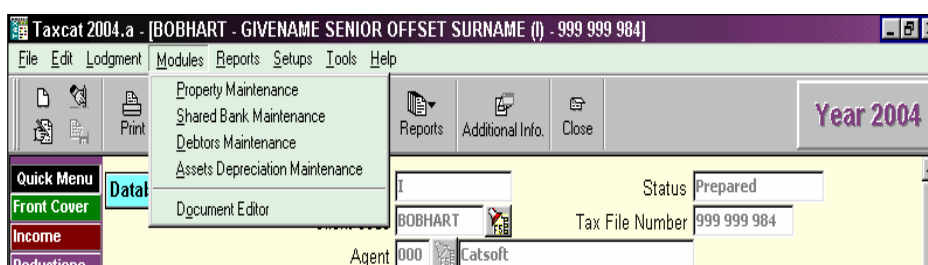 Taxcat 2004.a - [BOBHART - GIVENAME SENIOR OFFSET SURNAME (I) - 999 999 984]
File Edit Lodgment Modules Reports Setups Tools Help
Property Maintenance
Shared Bank Maintenance
Debtors Maintenance
Assets Depreciation Maintenance
Document Editor
Print Reports Additional Info. Close Year 2004
Quick Menu
Front Cover
Income
I Status Prepared
BOBHART Tax File Number 999 999 984
Agent 000 Catsoft